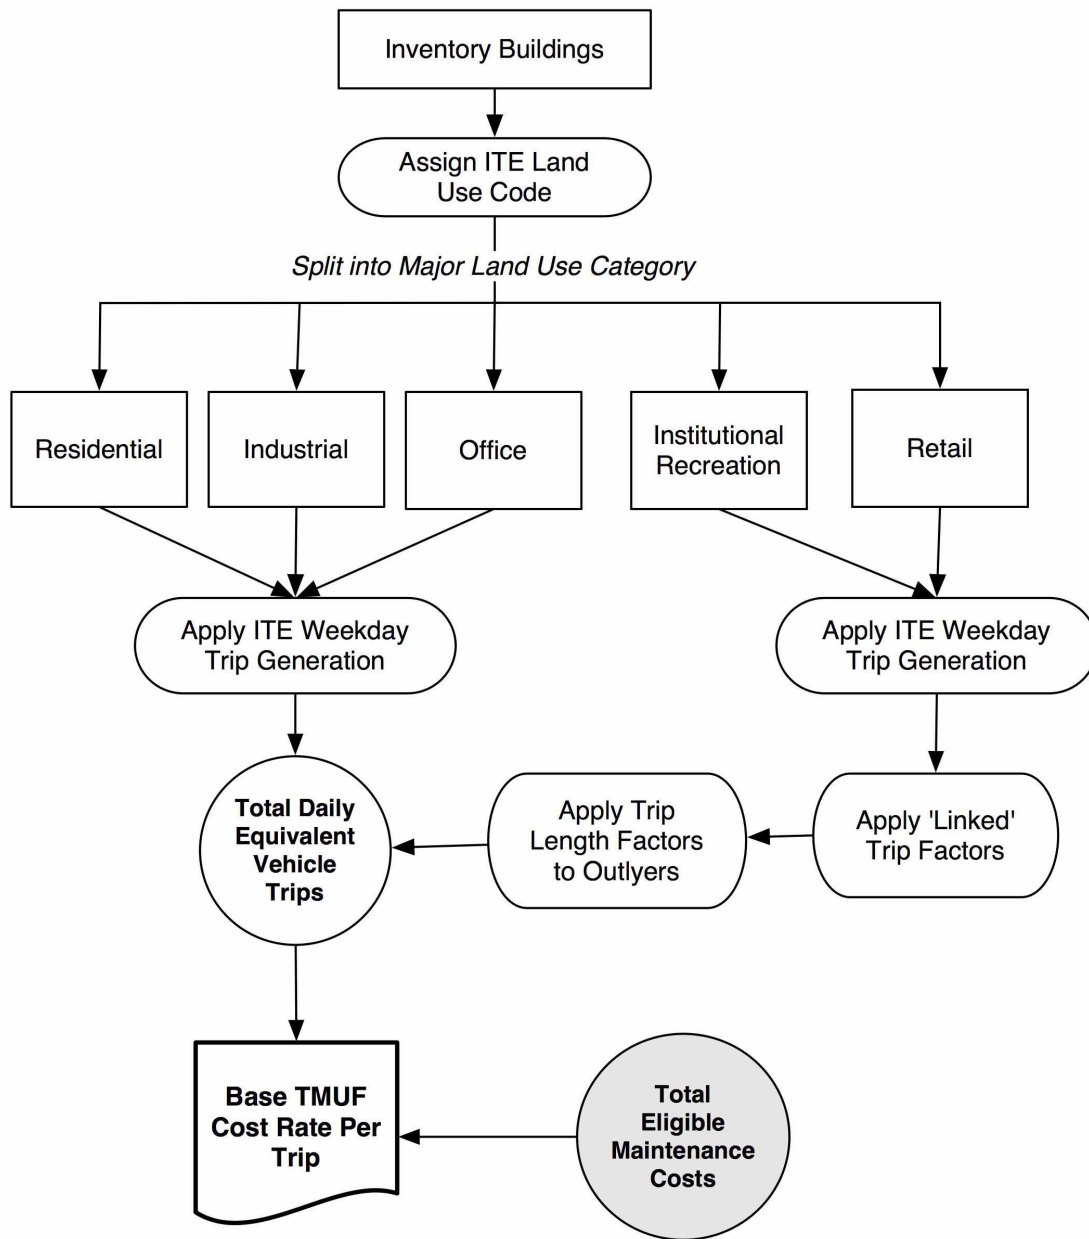 Inventory Buildings
Assign ITE Land
Use Code
Split into Major Land Use Category
Residential
Industrial
Office
Institutional
Recreation
Retail
Apply ITE Weekday
Trip Generation
Apply ITE Weekday
Trip Generation
Total Daily
Equivalent
Vehicle
Trips
Apply Trip
Length Factors
to Outlyers
Apply 'Linked'
Trip Factors
Base TMUF
Cost Rate Per
Trip
Total
Eligible
Maintenance
Costs